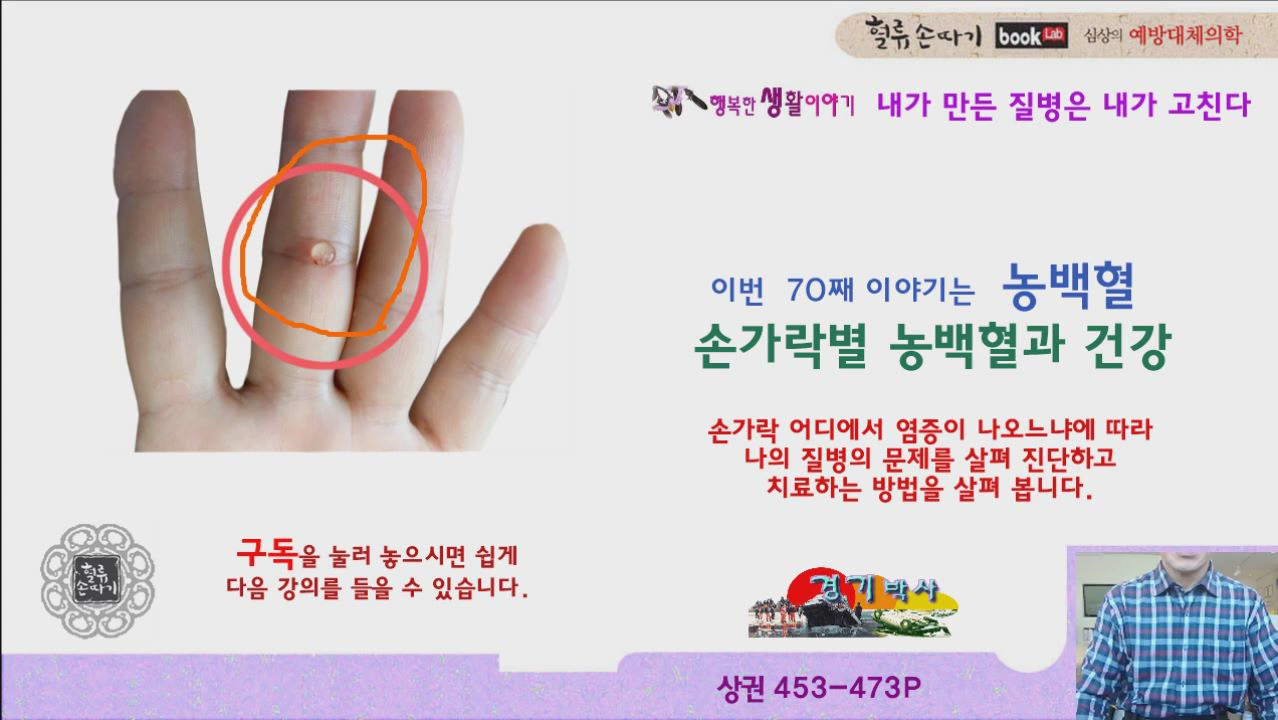 혈류 손따기 book Lab 심상의 예방대체의학
행복한 생활이야기 내가 만든 질병은 내가 고친다
이번 70째 이야기는 농백혈
손가락별 농백혈과 건강
손가락 어디에서 염증이 나오느냐에 따라
나의 질병의 문제를 살펴 진단하고
치료하는 방법을 살펴 봅니다.
구독을 눌러 놓으시면 쉽게
다음 강의를 들을 수 있습니다.
혈류
손따기
경기박사
상권 453-473P